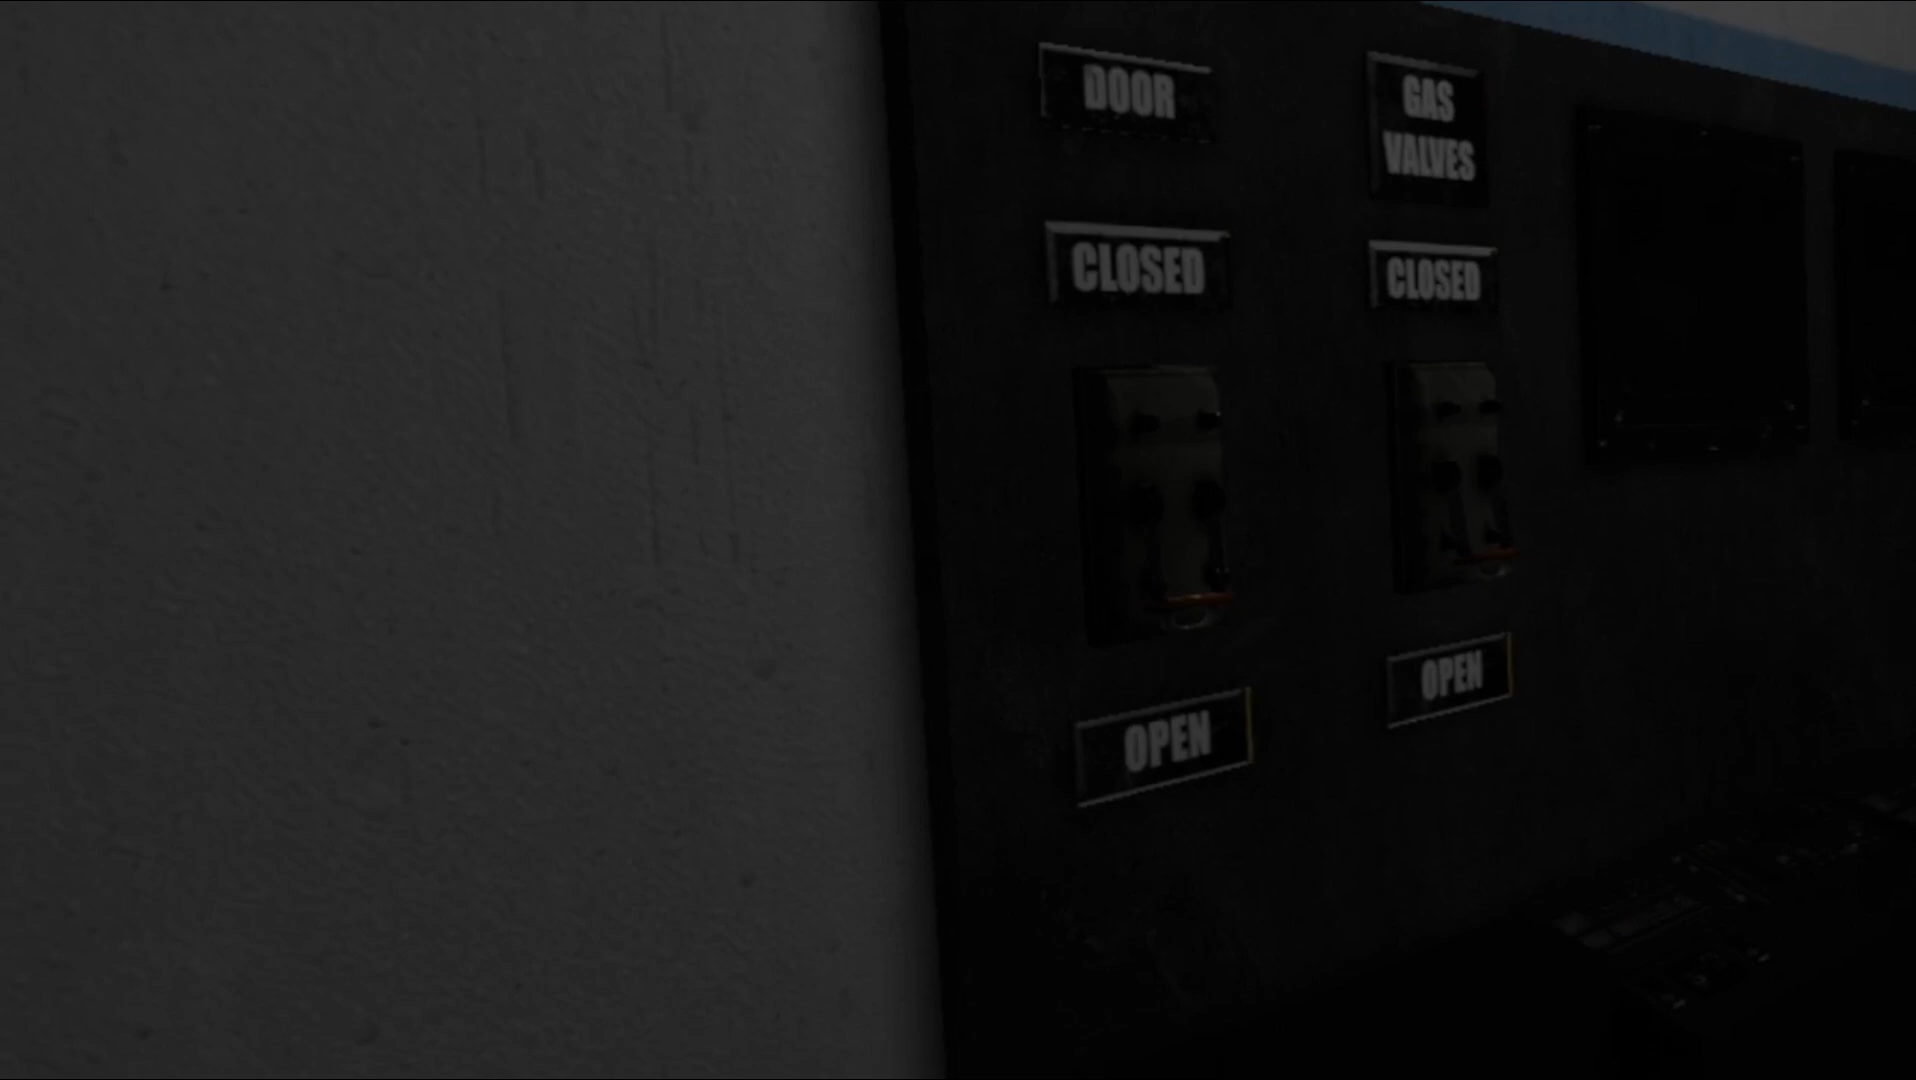 DOOR
CLOSED
OPEN
GAS
VALVES
CLOSED
OPEN